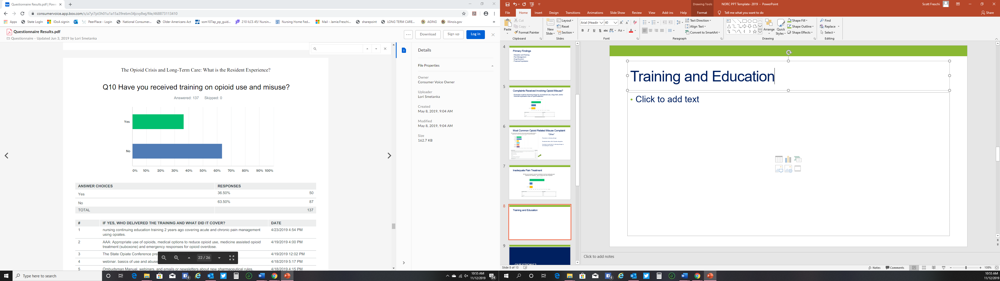 Questionnaire Results.pdf | Pow
consumervoice.app.box.com/s/a7yi7pt3h01u1a15a39rebm34jcvy8wj/file/468873113410
Apps State LogIn IDoA signin PeerPlace - Login National Consumer... Older Americans Act som107ap_pp_guid... 210 ILCS 45/ Nursin... Nursing Home Fed... Mail - Jamie.Freschi... sharepoint LONG TERM CARE... AGING Illinois.gov »
Questionnaire Results.pdf
Questionnaire - Updated Jun 3, 2019 by Lori Smetanka
Download Sign up Log in
The Opioid Crisis and Long-Term Care: What is the Resident Experience?
Q10 Have you received training on opioid use and misuse?
Answered: 137 Skipped: 0
Yes
No
0% 10% 20% 30% 40% 50% 60% 70% 80% 90% 100%
ANSWER CHOICES RESPONSES
Yes 36.50% 50
No 63.50% 87
TOTAL 137
# IF YES, WHO DELIVERED THE TRAINING AND WHAT DID IT COVER? DATE
1 nursing continuing education training 2 years ago covering acute and chronic pain management 4/23/2019 4:54 PM
using opiates.
2 AAA: Appropriate use of opioids, medical options to reduce opioid use, medicine assisted opioid 4/19/2019 4:00 PM
treatment (suboxone) and emergency responses for opioid overdose.
3 The State Opiate Conference pre 4/19/2019 12:02 PM
4 webinar. basics of use and abuse 4/18/2019 5:17 PM
5 Ombudsman Manual, webinars, and emails or newsletters about new pharmaceutical rules, 4/18/2019 4:15 PM
22 / 26
Details
File Properties
Owner
Consumer Voice Owner
Uploader
Lori Smetanka
Created
May 8, 2019, 9:04 AM
Modified
May 8, 2019, 9:04 AM
Size
162.7 KB
Type here to search
10:55 AM
11/12/2019
24
NORC PPT Template- 2019 - PowerPoint
Drawing Tools
Scott Freschi
File Home Insert Design Transitions Animations Slide Show Review View Add-ins Help Format Tell me what you want to do Share
Paste
Cut
Copy
Format Painter
Clipboard
New
Slide
Layout
Reset
Section
Slides
Arial (Headir 40
Font
Text Direction
Align Text
Convert to SmartArt
Paragraph
Arrange
Quick
Styles
Shape Fill
Shape Outline
Shape Effects
Drawing
Find
Replace
Select
Editing
4
Primary Findings
Education and Training
Pain Management
Drug Diversion
Financial Exploitation
5
Complaints Received Involving Opioid Misuse?
6
Most Common Opioid Related Misuse Complaint
"Other"
7
Inadequate Pain Treatment
8
Training and Education
9
QUESTIONS?
Training and Education
• Click to add text
Click to add notes
Slide 8 of 13
Notes Comments
108%
10:55 AM
11/12/2019